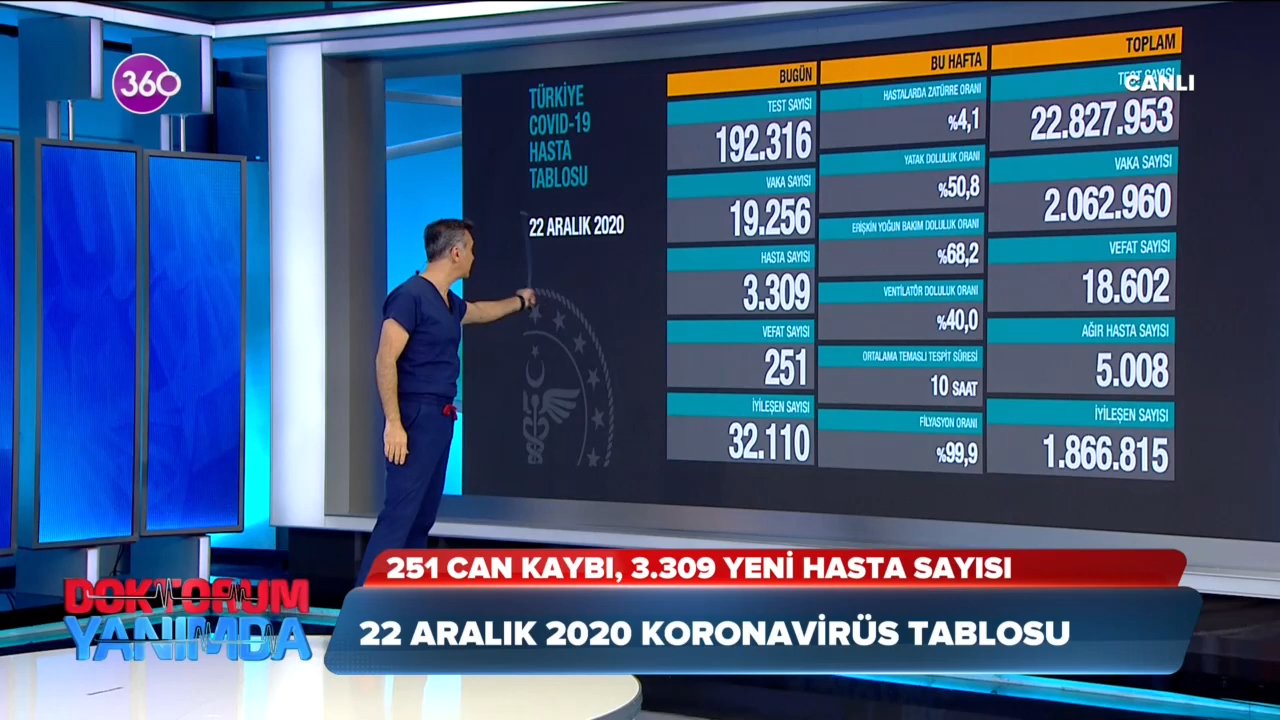 360
TÜRKİYE
COVID-19
HASTA
TABLOSU
22 ARALIK 2020
BUGÜN
TEST SAYISI
192.316
VAKA SAYISI
19.256
HASTA SAYISI
3.309
VEFAT SAYISI
251
İYİLEŞEN SAYISI
32.110
BU HAFTA
HASTALARDA ZATÜRRE ORANI
%4,1
YATAK DOLULUK ORANI
%50,8
ERİŞKİN YOĞUN BAKIM DOLULUK ORANI
%68,2
VENTİLATÖR DOLULUK ORANI
%40,0
ORTALAMA TEMASLI TESPİT SÜRESİ
10 SAAT
FİLYASYON ORANI
%99,9
TOPLAM
TEST SAYISI
CANLI
22.827.953
VAKA SAYISI
2.062.960
VEFAT SAYISI
18.602
AĞIR HASTA SAYISI
5.008
İYİLEŞEN SAYISI
1.866.815
251 CAN KAYBI, 3.309 YENİ HASTA SAYISI
22 ARALIK 2020 KORONAVİRÜS TABLOSU
DOKTORUM
YANIMDA